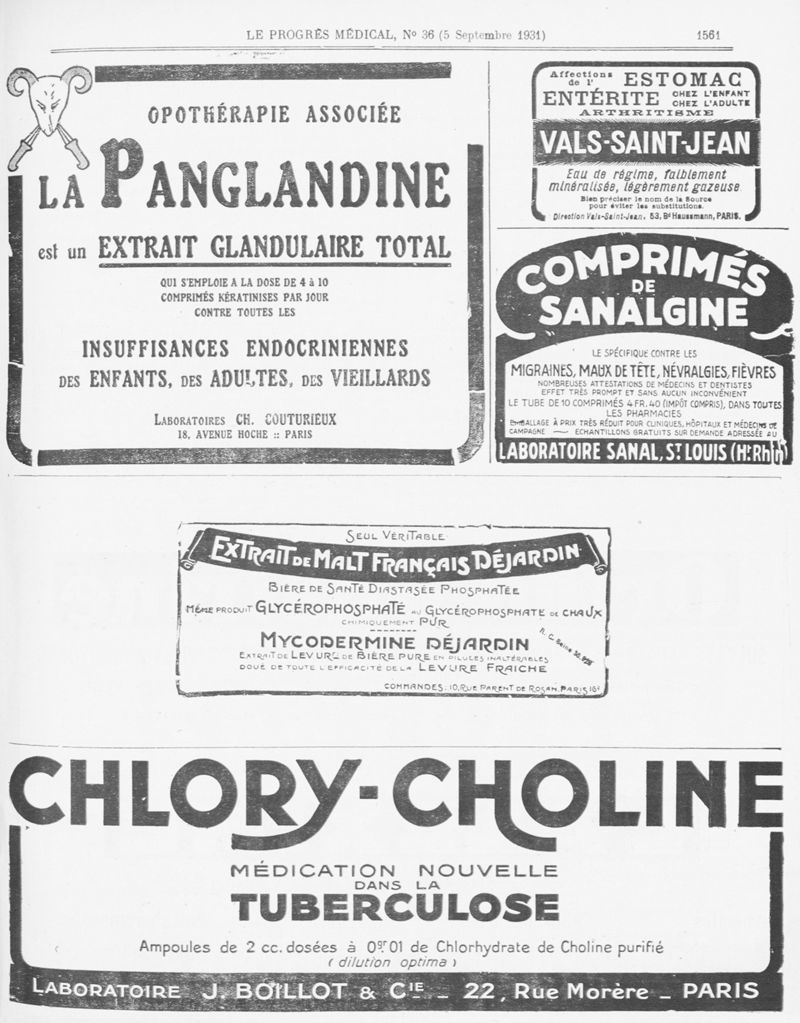 LE PROGRÈS MÉDICAL, Nº 36 (5 Septembre 1931) 1561
OPOTHÉRAPIE ASSOCIÉE
LA PANGLANDINE
est un EXTRAIT GLANDULAIRE TOTAL
QUI S'EMPLOIE A LA DOSE DE 4 à 10
COMPRIMÉS KÉRATINISES PAR JOUR
CONTRE TOUTES LES
INSUFFISANCES ENDOCRINIENNES
DES ENFANTS, DES ADULTES, DES VIEILLARDS
LABORATOIRES CH. COUTURIEUX
18, AVENUE HOCHE :: PARIS
Affections de l' ESTOMAC
ENTÉRITE CHEZ L'ENFANT
CHEZ L'ADULTE
ARTHRITISME
VALS-SAINT-JEAN
Eau de régime, faiblement
minéralisée, légèrement gazeuse
Bien préciser le nom de la Source
pour éviter les substitutions.
Direction Vals-Saint-Jean. 53, Bd Haussmann, PARIS.
COMPRIMÉS
DE
SANALGINE
LE SPÉCIFIQUE CONTRE LES
MIGRAINES, MAUX DE TÊTE, NÉVRALGIES, FIÈVRES
NOMBREUSES ATTESTATIONS DE MÉDECINS ET DENTISTES
EFFET TRÈS PROMPT ET SANS AUCUN INCONVÉNIENT
LE TUBE DE 10 COMPRIMÉS 4 FR. 40 (IMPÔT COMPRIS), DANS TOUTES
LES PHARMACIES
EMBALLAGE À PRIX TRÈS RÉDUIT POUR CLINIQUES, HÔPITAUX ET MÉDECINS DE
CAMPAGNE — ECHANTILLONS GRATUITS SUR DEMANDE ADRESSÉE AU
LABORATOIRE SANAL, ST LOUIS (Ht Rhin)
SEUL VÉRITABLE
EXTRAIT DE MALT FRANÇAIS DÉJARDIN
BIÈRE DE SANTÉ DIASTASÉE PHOSPHATÉE
MÊME PRODUIT GLYCÉROPHOSPHATÉ AU GLYCÉROPHOSPHATE DE CHAUX
CHIMIQUEMENT PUR
MYCODERMINE DÉJARDIN
EXTRAIT DE LEVURE DE BIÈRE PURE EN PILULES INALTÉRABLES
DOUÉ DE TOUTE L'EFFICACITÉ DE LA LEVURE FRAICHE
R. C. Seine
COMMANDES: 10, RUE PARENT DE ROSAN, PARIS 16e
CHLORY-CHOLINE
MÉDICATION NOUVELLE
DANS LA
TUBERCULOSE
Ampoules de 2 cc. dosées à 0gr.01 de Chlorhydrate de Choline purifié
(dilution optima)
LABORATOIRE J. BOILLOT & CIE _ 22, Rue Morère _ PARIS